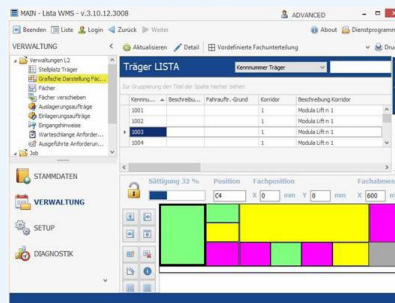 MAIN - Lista WMS - v.3.10.12.3008
ADVANCED
Beenden Liste Login Zurück Weiter About Dienstprogramm
VERWALTUNG
Aktualisieren Detail Vordefinierte Fachunterteilung Dru
Verwaltungen L2
Stellplatz Träger
Grafische Darstellung Fäc...
Fächer
Fächer verschieben
Auslagerungsaufträge
Einlagerungsaufträge
Eingangshinweise
Warteschlange Anforder...
Ausgeführte Anforderun...
Job
STAMMDATEN
VERWALTUNG
SETUP
DIAGNOSTIK
Träger LISTA
Kennnummer Träger
Zur Gruppierung den Titel der Spalte hierher ziehen
Kennnu... Beschreibu... Fahrauftr.-Grund Korridor Beschreibung Korridor
1001 1 Modula Lift n 1
1002 1 Modula Lift n 1
1003 1 Modula Lift n 1
1004 1 Modula Lift n 1
Sättigung 32 % Position Fachposition Fachabmes
C4 X 0 mm Y 0 mm X 600 m